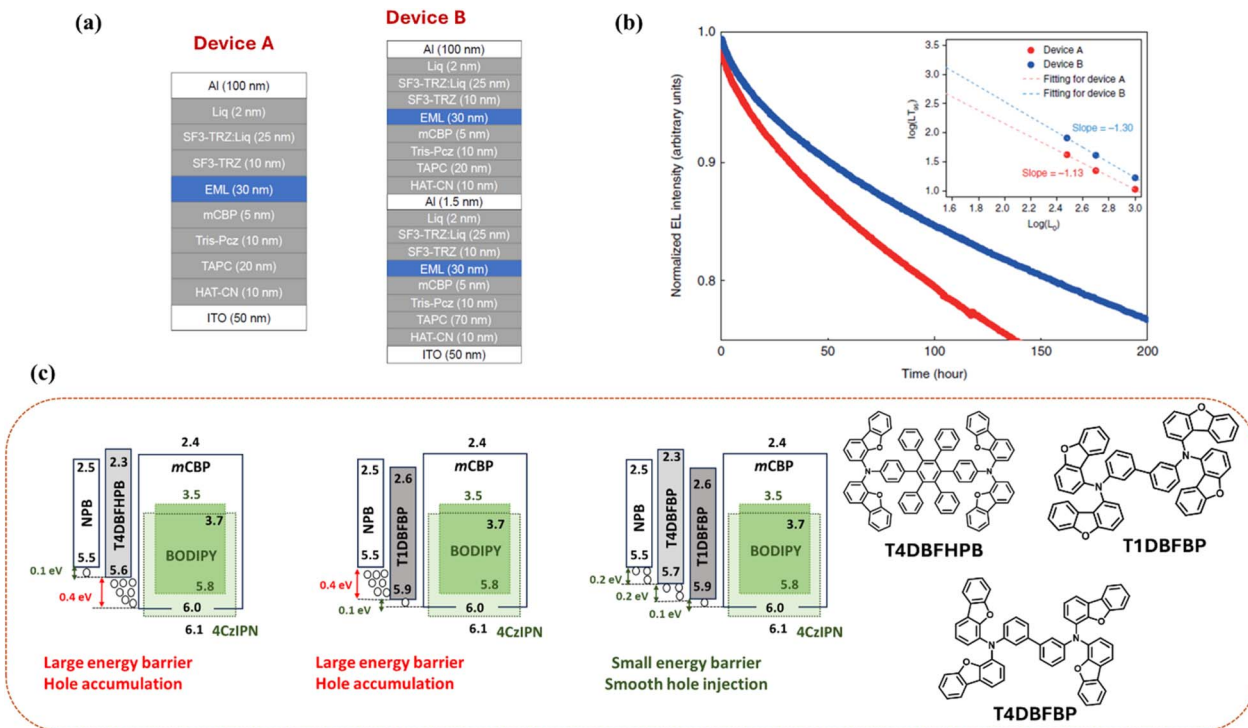 (a)
Device A
Al (100 nm)
Liq (2 nm)
SF3-TRZ:Liq (25 nm)
SF3-TRZ (10 nm)
EML (30 nm)
mCBP (5 nm)
Tris-Pcz (10 nm)
TAPC (20 nm)
HAT-CN (10 nm)
ITO (50 nm)
Device B
Al (100 nm)
Liq (2 nm)
SF3-TRZ:Liq (25 nm)
SF3-TRZ (10 nm)
EML (30 nm)
mCBP (5 nm)
Tris-Pcz (10 nm)
TAPC (20 nm)
HAT-CN (10 nm)
Al (1.5 nm)
Liq (2 nm)
SF3-TRZ:Liq (25 nm)
SF3-TRZ (10 nm)
EML (30 nm)
mCBP (5 nm)
Tris-Pcz (10 nm)
TAPC (70 nm)
HAT-CN (10 nm)
ITO (50 nm)
(b)
Normalized EL intensity (arbitrary units)
1.0
0.9
0.8
0
50
100
150
200
Time (hour)
log(LT95)
3.5
3.0
2.5
2.0
1.5
1.0
1.6
1.8
2.0
2.2
2.4
2.6
2.8
3.0
Log(L0)
Device A
Device B
Fitting for device A
Fitting for device B
Slope = −1.30
Slope = −1.13
(c)
2.5
NPB
5.5
2.3
T4DBFHPB
5.6
2.4
mCBP
3.5
3.7
BODIPY
5.8
6.0
6.1
4CzIPN
0.1 eV
0.4 eV
Large energy barrier
Hole accumulation
2.5
NPB
5.5
2.6
T1DBFBP
5.9
2.4
mCBP
3.5
3.7
BODIPY
5.8
6.0
6.1
4CzIPN
0.4 eV
0.1 eV
Large energy barrier
Hole accumulation
2.5
NPB
5.5
2.3
T4DBFBP
5.7
2.6
T1DBFBP
5.9
2.4
mCBP
3.5
3.7
BODIPY
5.8
6.0
6.1
4CzIPN
0.2 eV
0.2 eV
0.1 eV
Small energy barrier
Smooth hole injection
O
O
N
N
O
O
T4DBFHPB
O
O
N
N
O
O
T1DBFBP
O
O
N
N
O
O
T4DBFBP